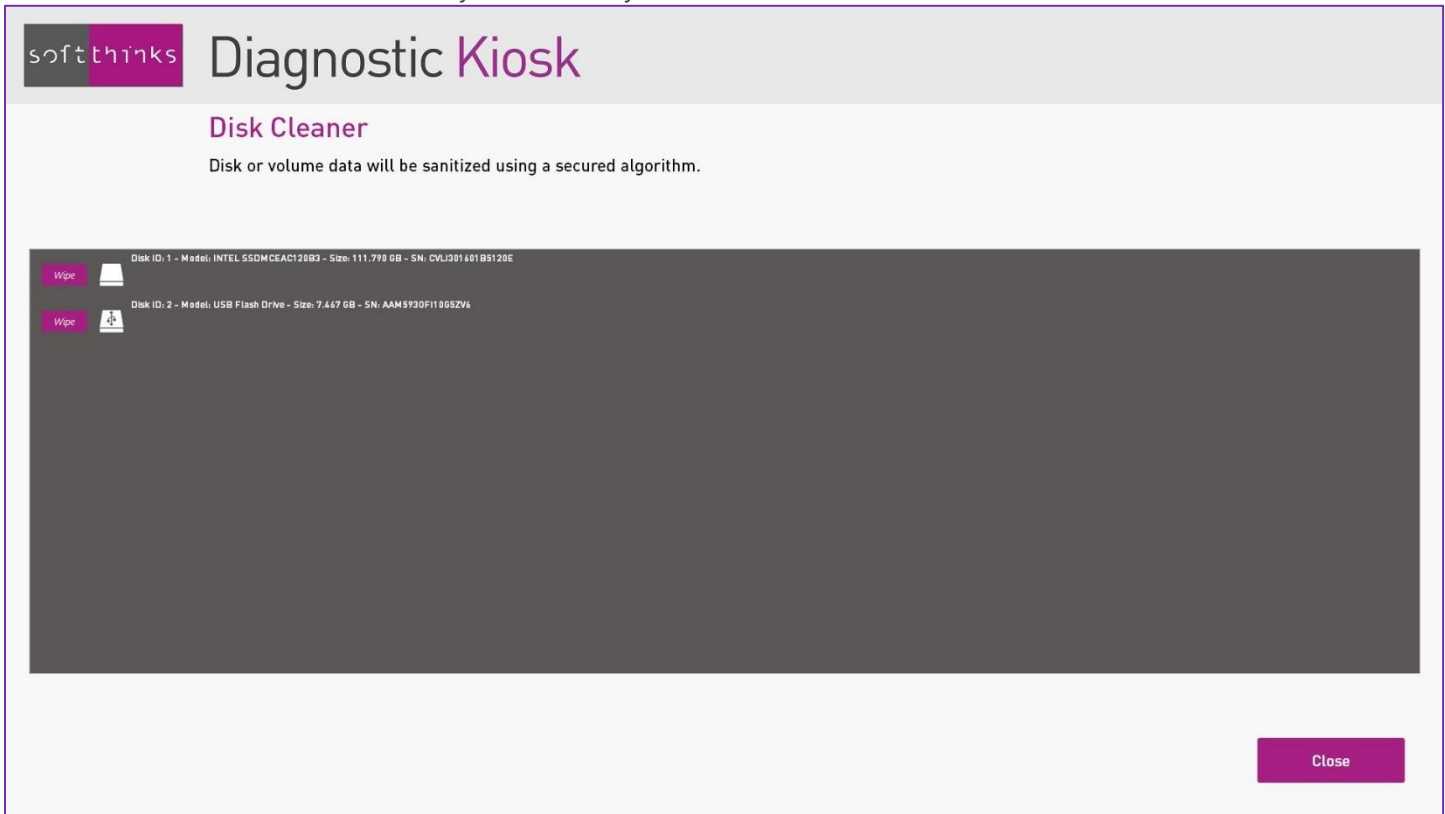 softthinks
Diagnostic Kiosk
Disk Cleaner
Disk or volume data will be sanitized using a secured algorithm.
Disk ID: 1 - Model: INTEL SSDMCEAC120B3 - Size: 111.790 GB - SN: CVLI301601B5120E
Wipe
Disk ID: 2 - Model: USB Flash Drive - Size: 7.467 GB - SN: AAM5930FI10G5ZV6
Wipe
Close